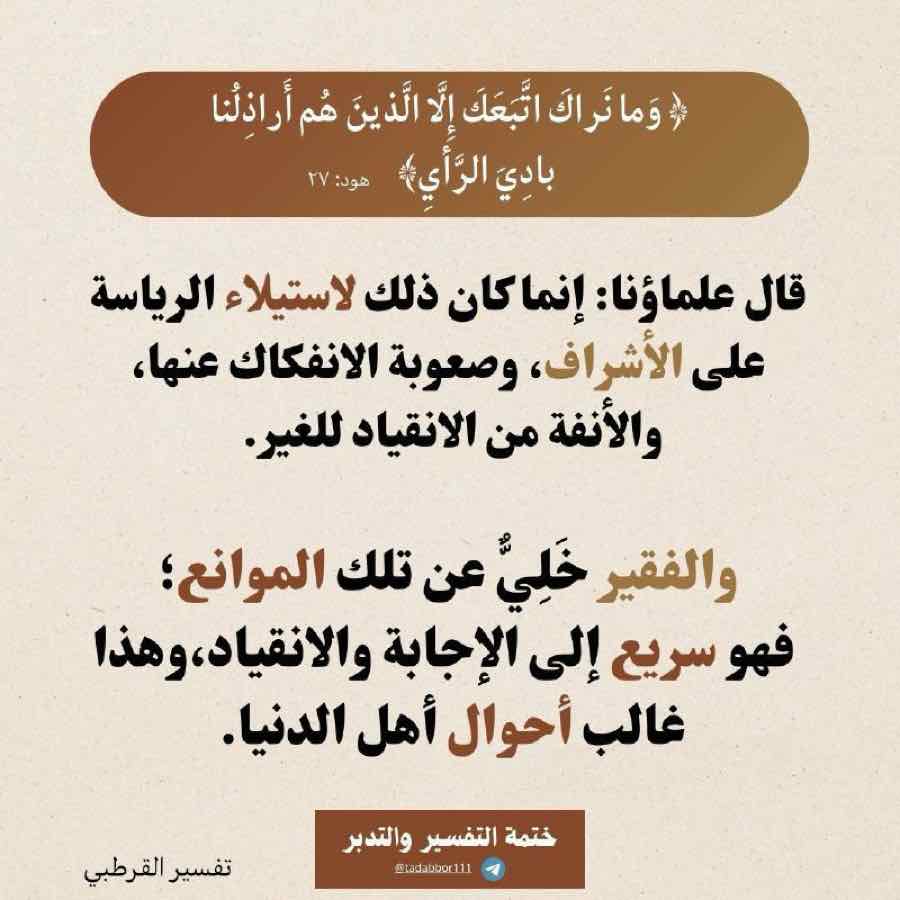 ﴿ وَما نَراكَ اتَّبَعَكَ إِلَّا الَّذينَ هُم أَراذِلُنا
بادِيَ الرَّأيِ﴾ هود: ٢٧
قال علماؤنا: إنما كان ذلك لاستيلاء الرياسة
على الأشراف، وصعوبة الانفكاك عنها،
والأنفة من الانقياد للغير.
والفقير خَلِيٌّ عن تلك الموانع؛
فهو سريع إلى الإجابة والانقياد،وهذا
غالب أحوال أهل الدنيا.
ختمة التفسير والتدبر
@tadabbor111
تفسير القرطبي